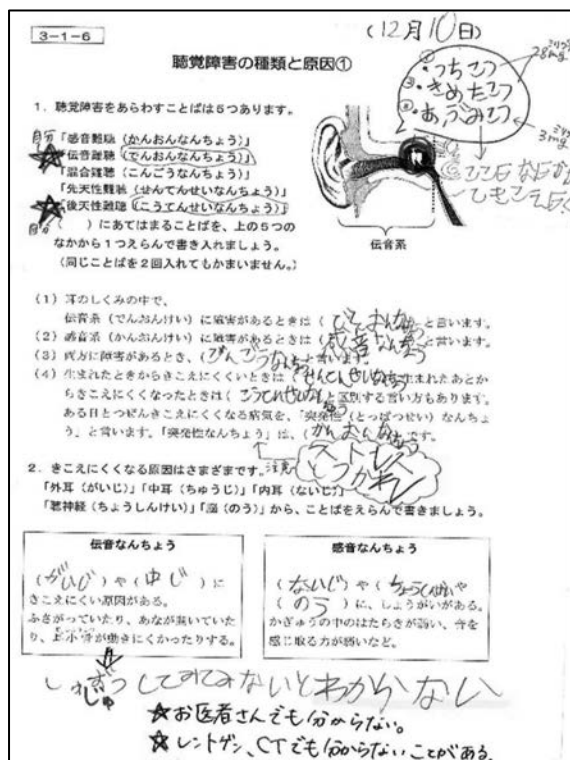 3-1-6
(12月10日)
聴覚障害の種類と原因①
①・つちこつ
③・きぬたこつ
②・あぶみこつ
28mg
ミリグラム
3mg
1. 聴覚障害をあらわすことばは5つあります。
自分
「感音難聴（かんおんなんちょう）」
「伝音難聴（でんおんなんちょう）」
「混合難聴（こんごうなんちょう）」
「先天性難聴（せんてんせいなんちょう）」
「後天性難聴（こうてんせいなんちょう）」
（ ）にあてはまることばを、上の5つの
なかから1つえらんで書き入れましょう。
（同じことばを2回入れてもかまいません。）
伝音系
(1) 耳のしくみの中で、
伝音系（でんおんけい）に障害があるときは（でんおんなんちょう）と言います。
(2) 感音系（かんおんけい）に障害があるときは（感音なんちょう）と言います。
(3) 両方に障害があるとき、（こんごうなんちょう）と言います。
(4) 生まれたときからきこえにくいときは（せんてんせいなんちょう）、生まれたあとか
らきこえにくくなったときは（こうてんせいなん）と区別する言い方もあります。
ある日とつぜんきこえにくくなる病気を、「突発性（とっぱつせい）なんちょ
う」と言います。「突発性なんちょう」は、（かんおんなんちょう）です。
注意
ストレス
とつかれ
2. きこえにくくなる原因はさまざまです。
「外耳（がいじ）」「中耳（ちゅうじ）」「内耳（ないじ）」
「聴神経（ちょうしんけい）」「脳（のう）」から、ことばをえらんで書きましょう。
伝音なんちょう
（がいじ）や（中じ）に
きこえにくい原因がある。
ふさがっていたり、あなが開いていた
り、耳小骨が動きにくかったりする。
感音なんちょう
（ないじ）や（ちょうしんけい）や
（のう）に、しょうがいがある。
かぎゅうの中のはたらきが弱い、音を
感じ取る力が弱いなど。
してみないとわからない
☆お医者さんでも分からない。
☆レントゲン、CTでも分からないことがある。